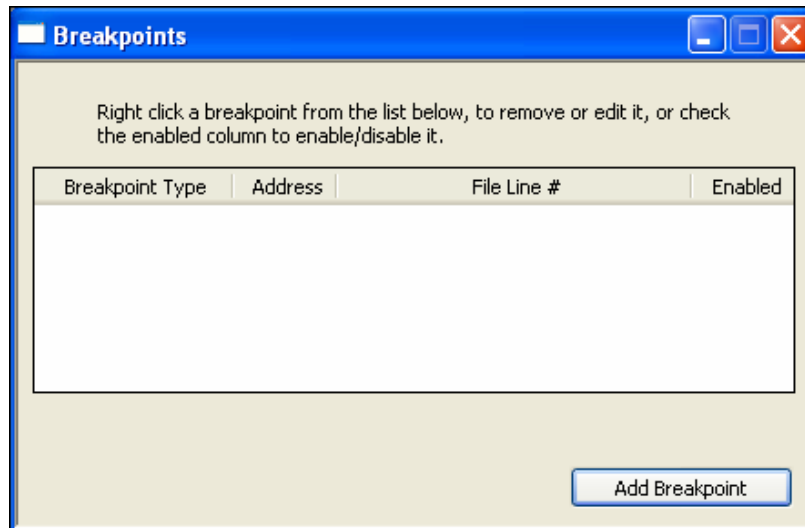 Breakpoints
Right click a breakpoint from the list below, to remove or edit it, or check
the enabled column to enable/disable it.
Breakpoint Type Address File Line # Enabled
Add Breakpoint